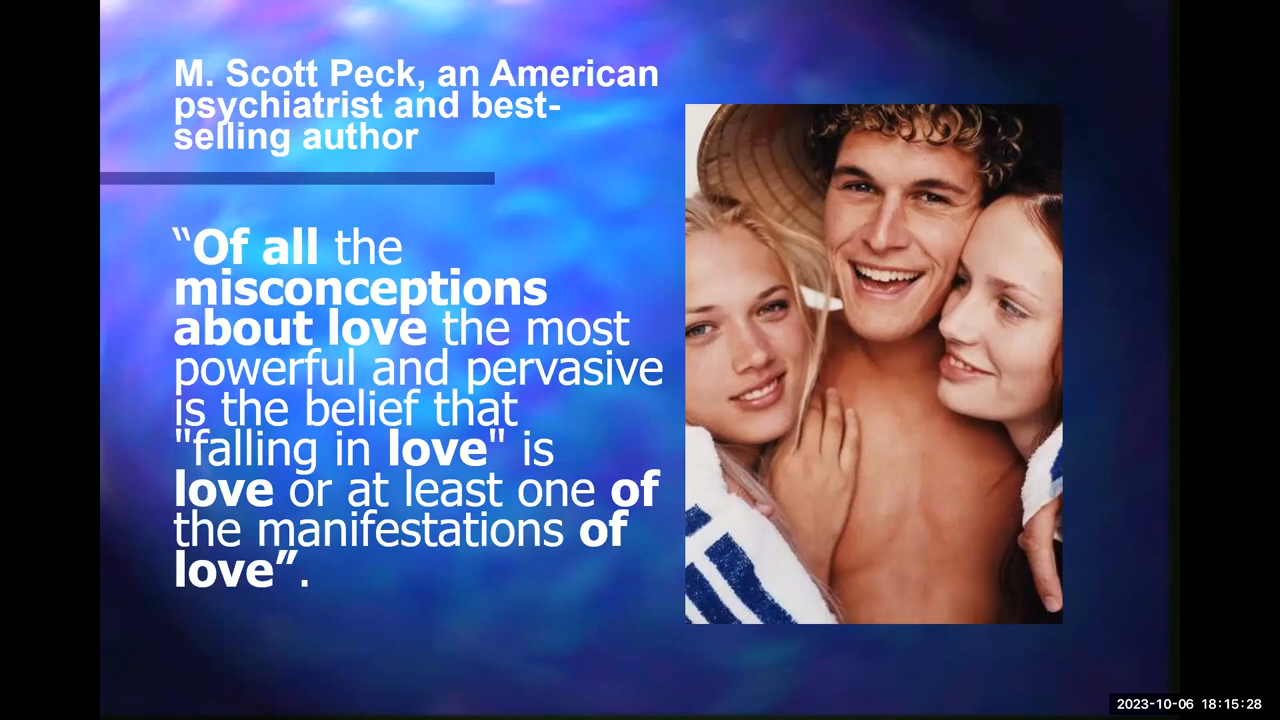 M. Scott Peck, an American
psychiatrist and best-
selling author
“Of all the
misconceptions
about love the most
powerful and pervasive
is the belief that
"falling in love" is
love or at least one of
the manifestations of
love”.
2023-10-06 18:15:28